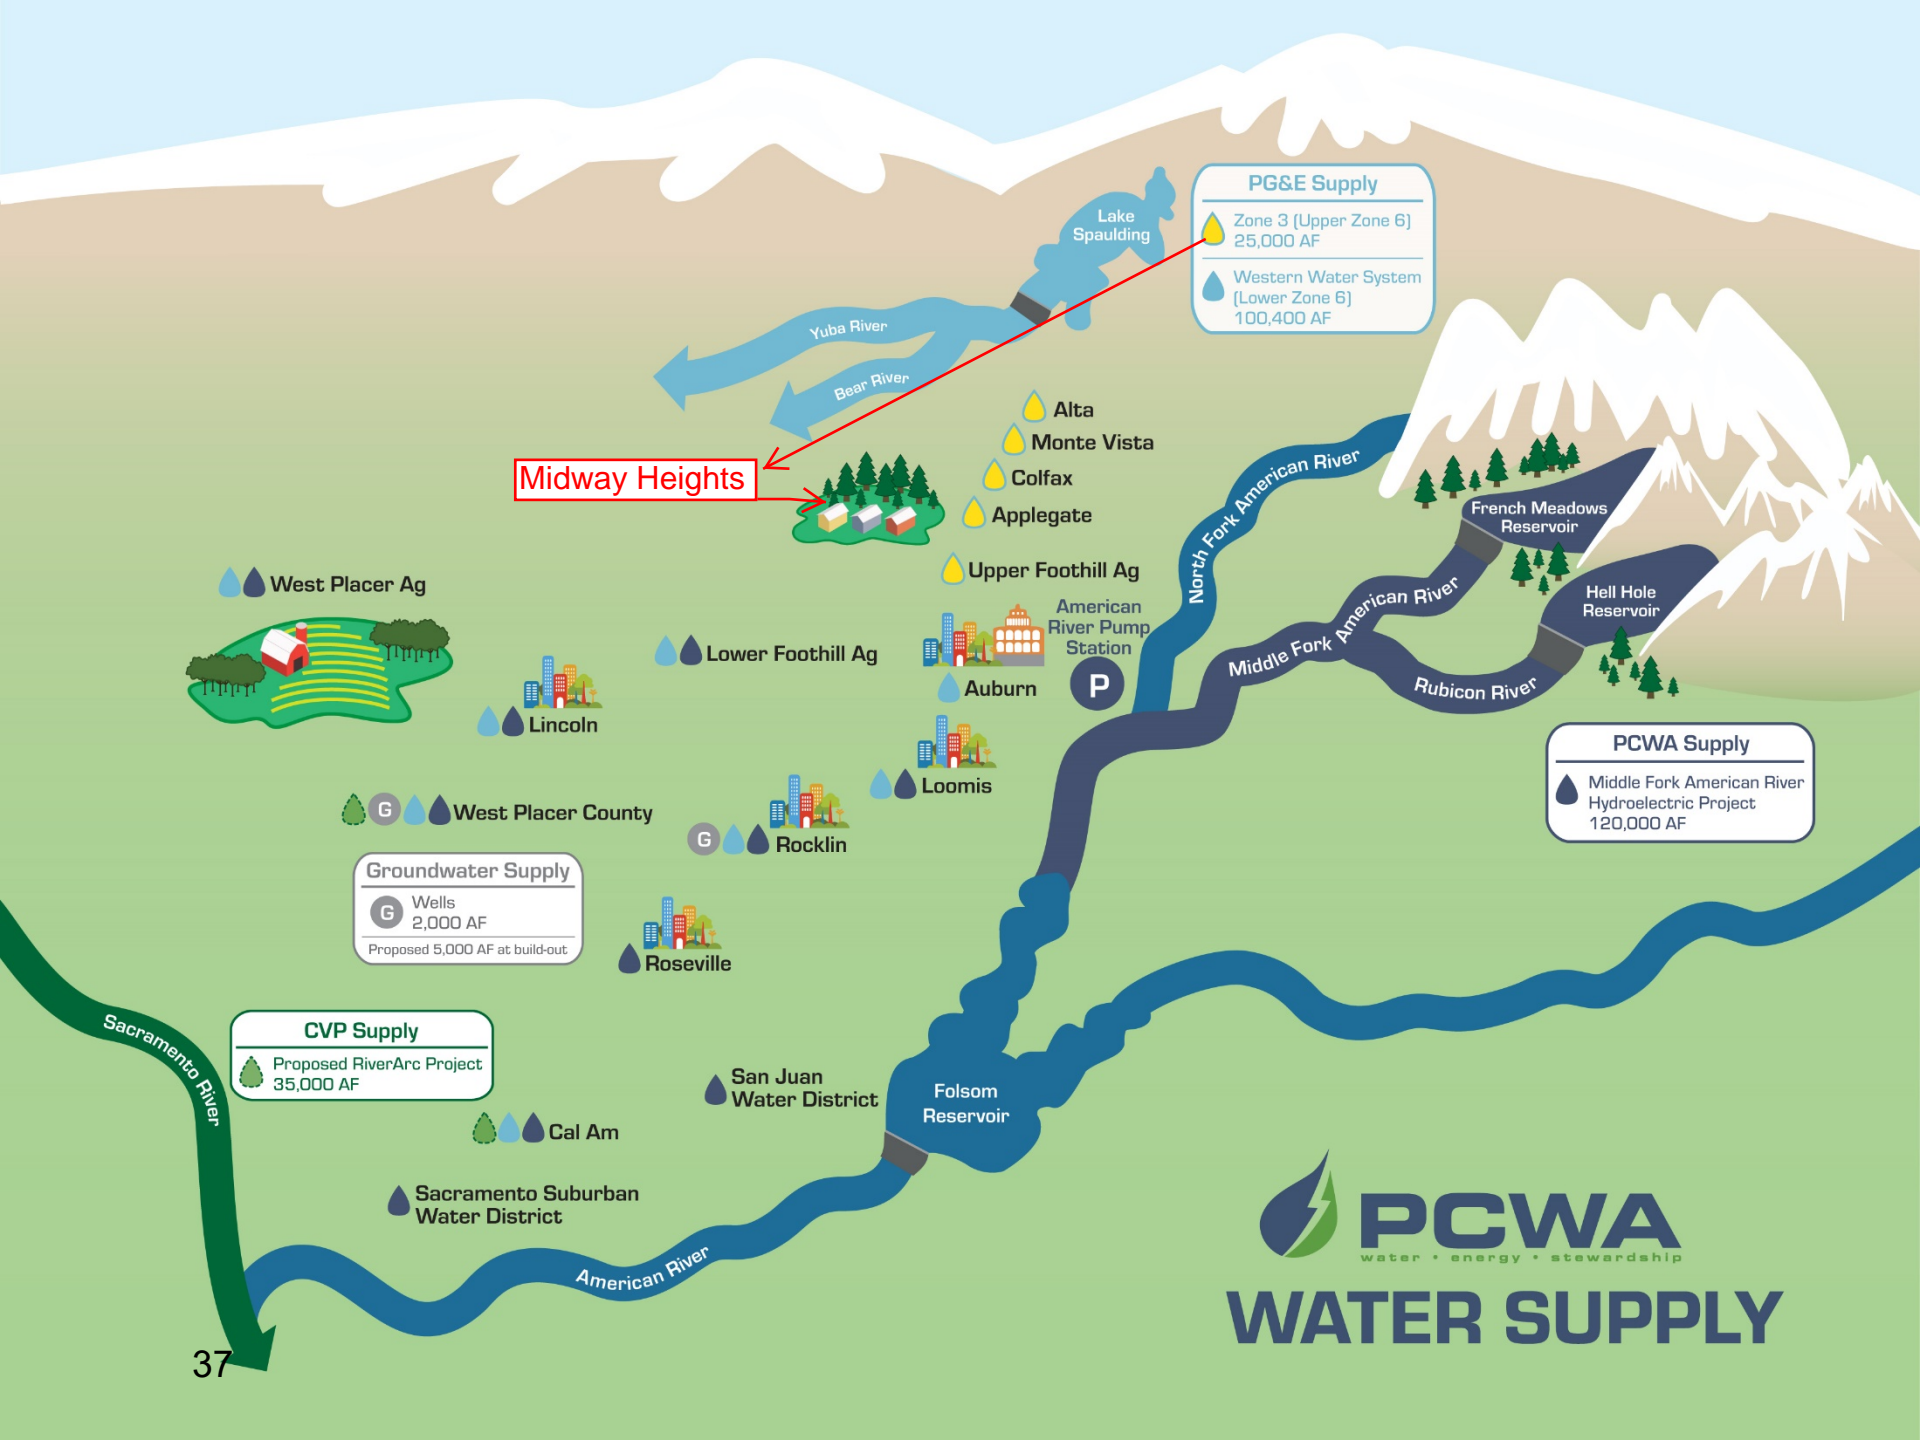 Lake
Spaulding
PG&E Supply
Zone 3 (Upper Zone 6)
25,000 AF
Western Water System
(Lower Zone 6)
100,400 AF
Yuba River
Bear River
Alta
Monte Vista
Colfax
Applegate
Midway Heights
Upper Foothill Ag
North Fork American River
French Meadows
Reservoir
Hell Hole
Reservoir
Middle Fork American River
Rubicon River
American
River Pump
Station
P
West Placer Ag
Lower Foothill Ag
Auburn
Lincoln
Loomis
PCWA Supply
Middle Fork American River
Hydroelectric Project
120,000 AF
G
West Placer County
G
Rocklin
Groundwater Supply
G
Wells
2,000 AF
Proposed 5,000 AF at build-out
Roseville
Sacramento River
CVP Supply
Proposed RiverArc Project
35,000 AF
San Juan
Water District
Folsom
Reservoir
Cal Am
Sacramento Suburban
Water District
American River
PCWA
water • energy • stewardship
WATER SUPPLY
37